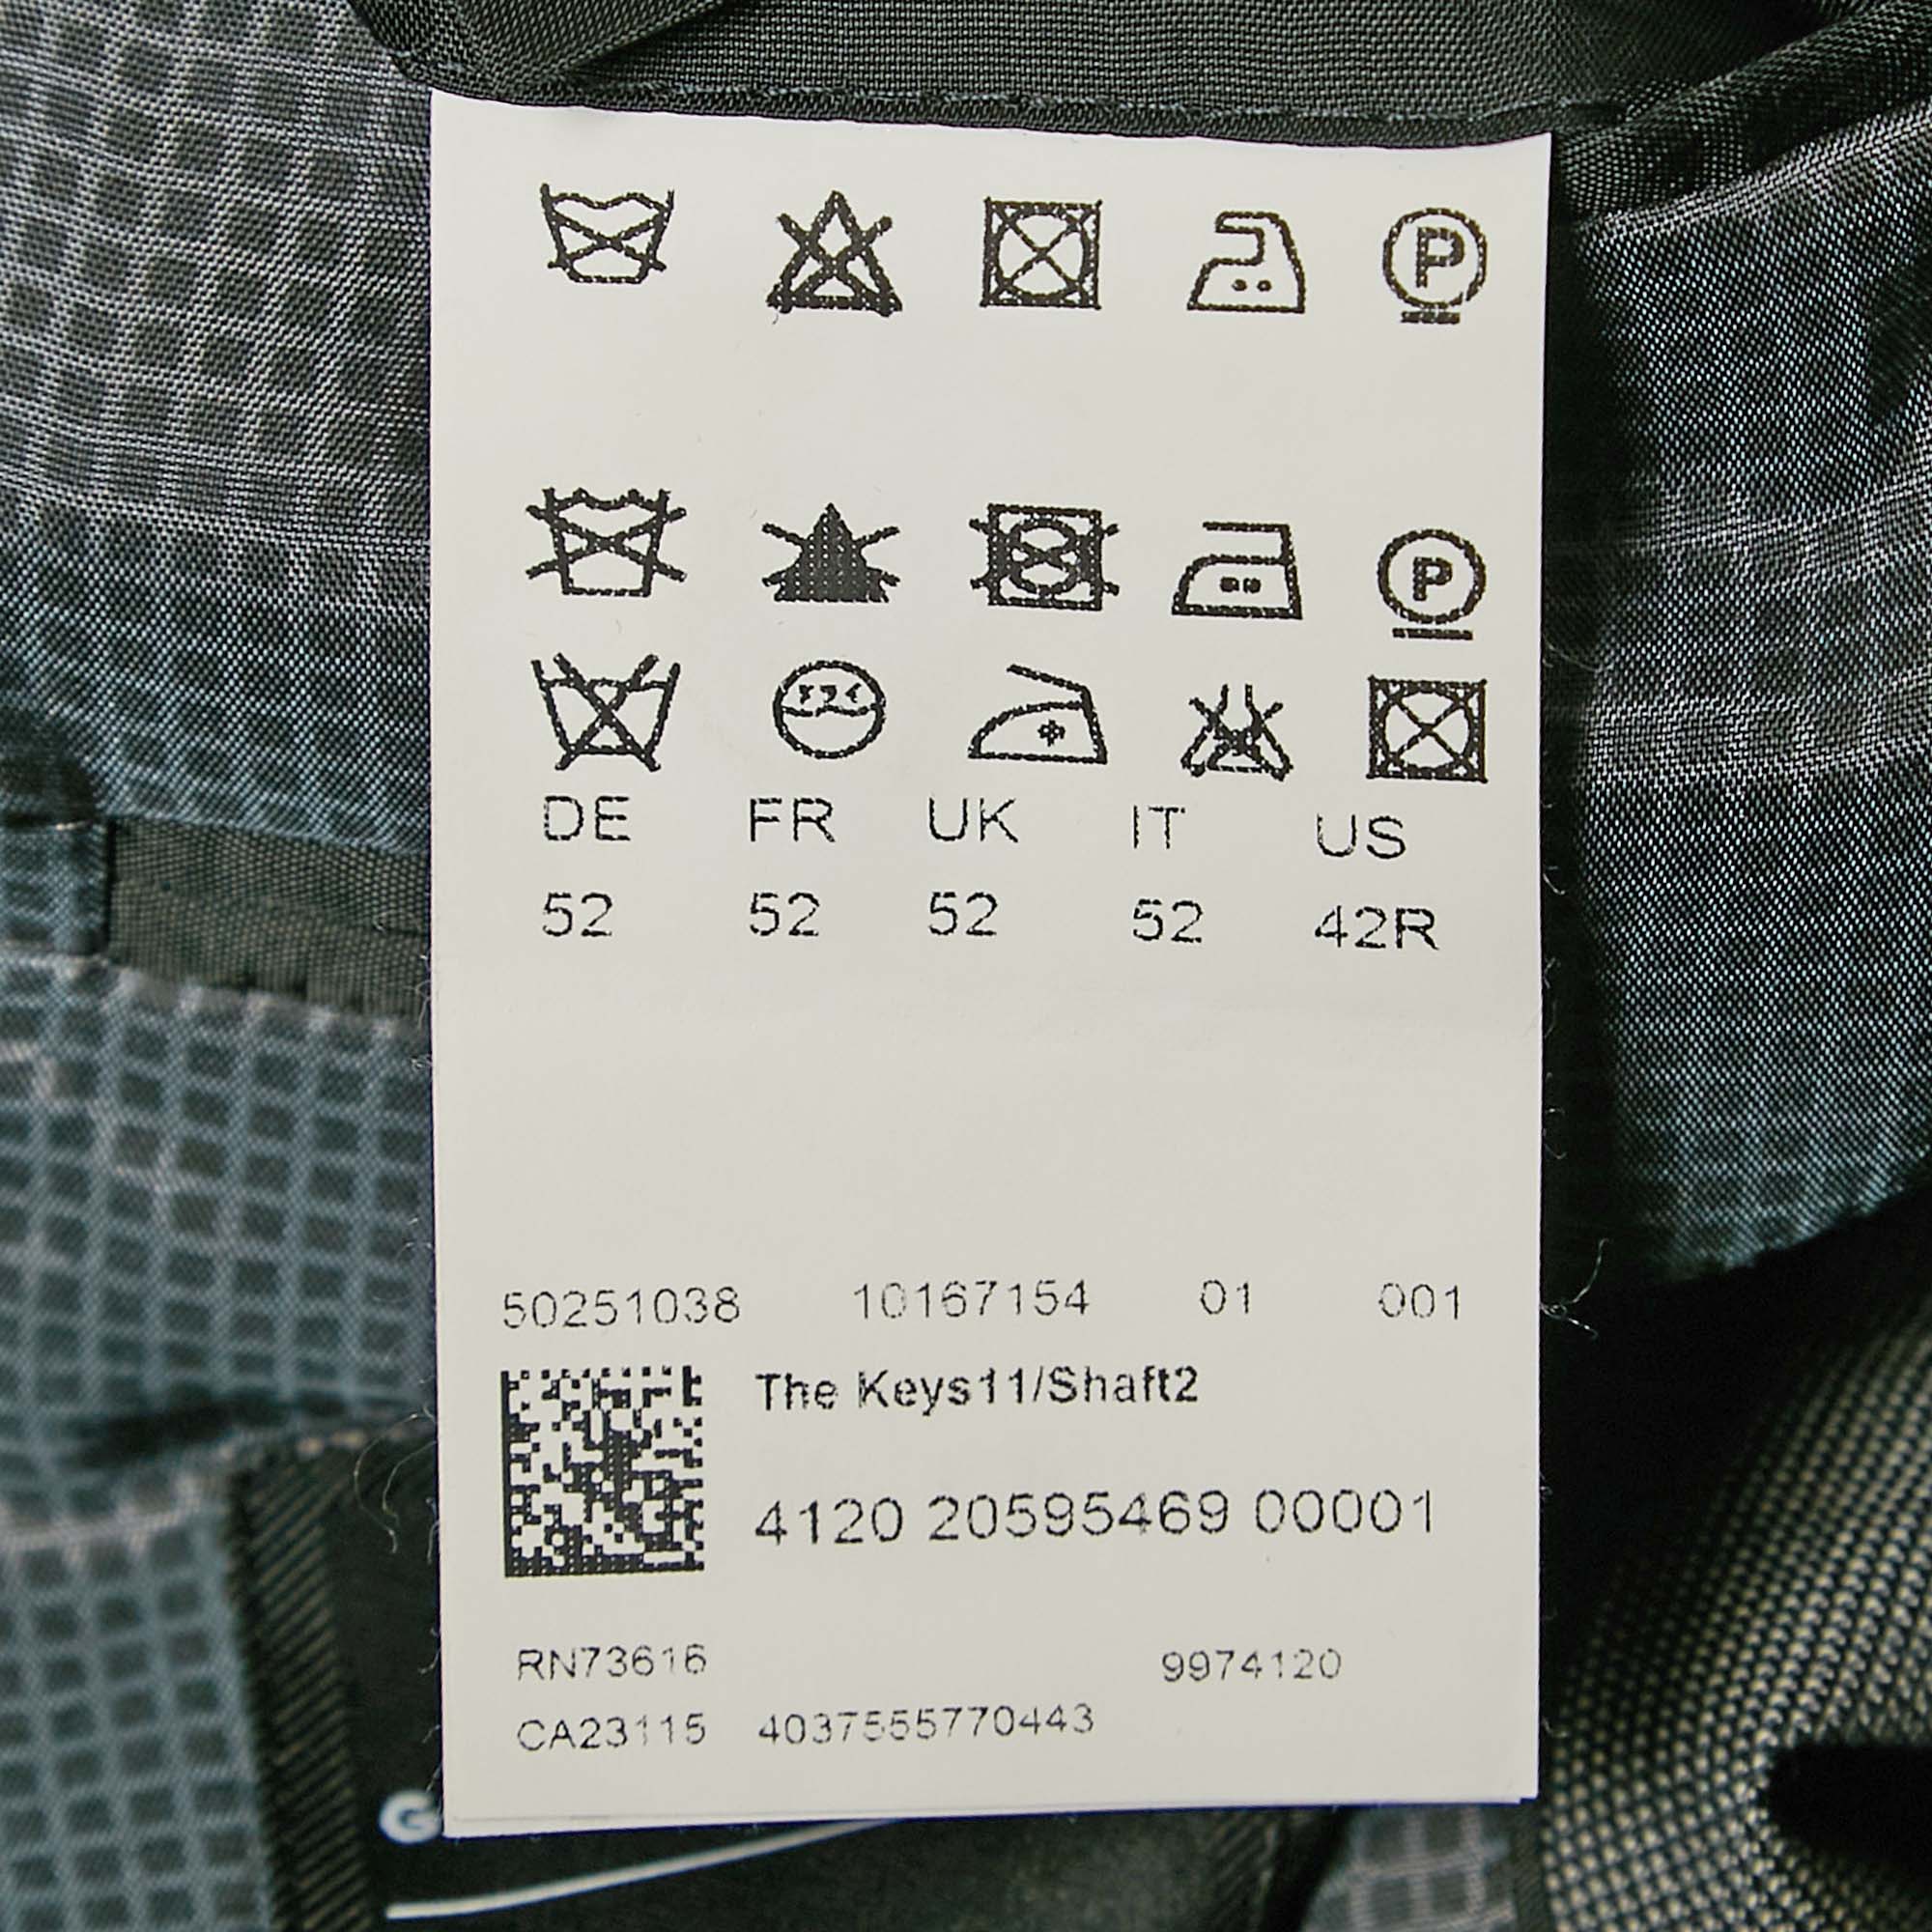 P
P
DE FR UK IT US
52 52 52 52 42R
50251038 10167154 01 001
The Keys11/Shaft2
4120 20595469 00001
RN73616 9974120
CA23115 4037555770443
G